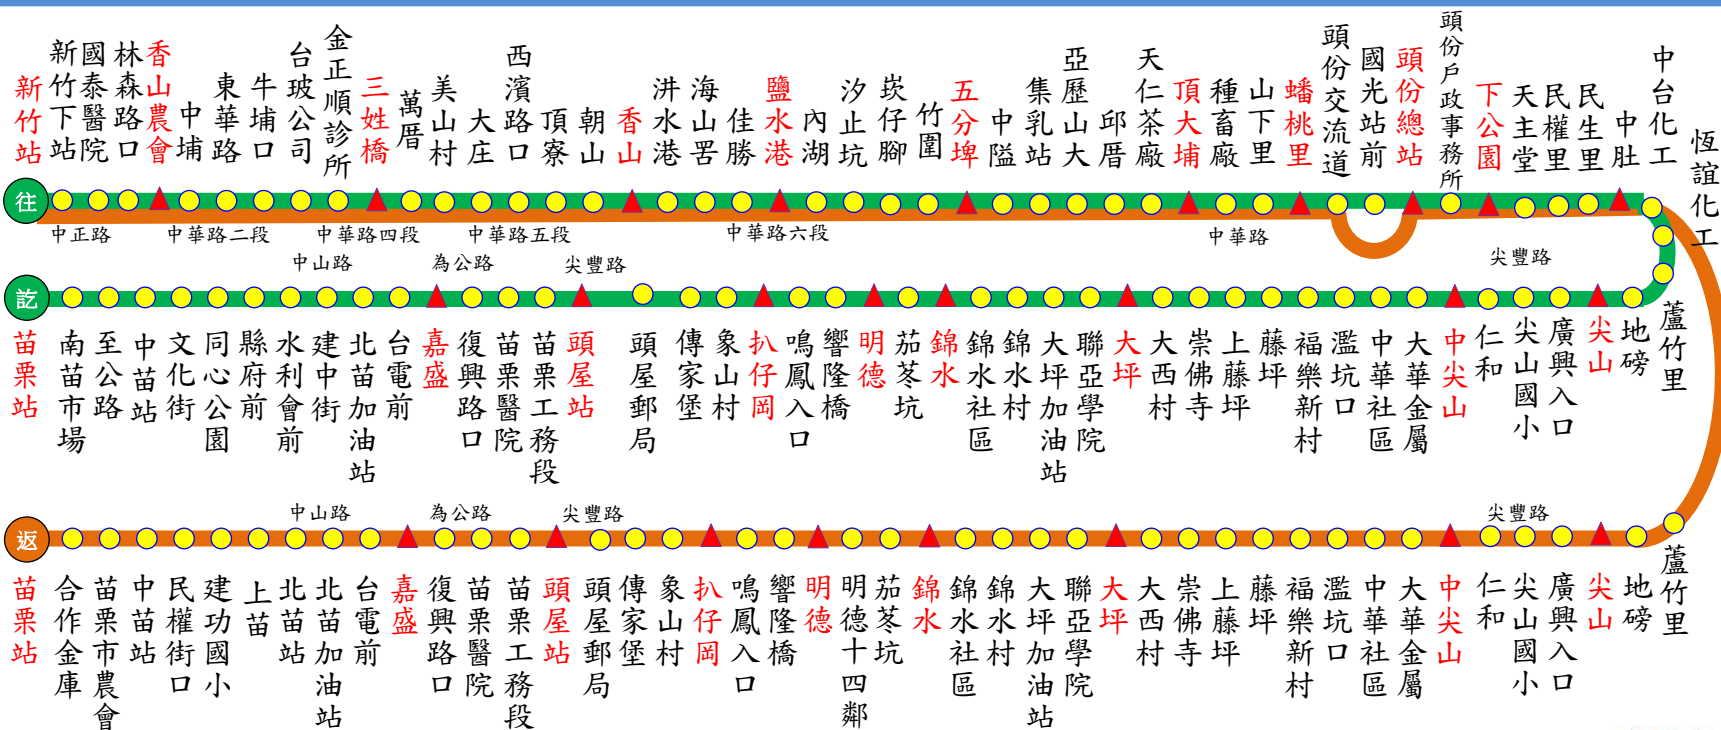 新竹站
新竹下站
國泰醫院
林森路口
香山農會
中埔
東華路
牛埔口
台玻公司
金正順診所
三姓橋
萬厝
美山村
大庄
西濱路口
頂寮
朝山
香山
汫水港
海山罟
佳勝
鹽水港
內湖
汐止坑
崁仔腳
竹圍
五分埤
中隘
集乳站
亞歷山大
邱厝
天仁茶廠
頂大埔
種畜廠
山下里
蟠桃里
頭份交流道
國光站前
頭份總站
頭份戶政事務所
下公園
天主堂
民權里
民生里
中肚
中台化工
恆誼化工
往
中正路
中華路二段
中華路四段
中華路五段
中華路六段
中華路
中山路
為公路
尖豐路
尖豐路
訖
苗栗站
南苗市場
至公路
中苗站
文化街
同心公園
縣府前
水利會前
建中街
北苗加油站
台電前
嘉盛
復興路口
苗栗醫院
苗栗工務段
頭屋站
頭屋郵局
傳家堡
象山村
扒仔岡
鳴鳳入口
響隆橋
明德
茄苳坑
錦水
錦水社區
錦水村
大坪加油站
聯亞學院
大坪
大西村
崇佛寺
上藤坪
藤坪
福樂新村
濫坑口
中華社區
大華金屬
中尖山
仁和
尖山國小
廣興入口
尖山
地磅
蘆竹里
中山路
為公路
尖豐路
尖豐路
返
苗栗站
合作金庫
苗栗市農會
中苗站
民權街口
建功國小
上苗
北苗站
北苗加油站
台電前
嘉盛
復興路口
苗栗醫院
苗栗工務段
頭屋站
頭屋郵局
傳家堡
象山村
扒仔岡
鳴鳳入口
響隆橋
明德
明德十四鄰
茄苳坑
錦水
錦水社區
錦水村
大坪加油站
聯亞學院
大坪
大西村
崇佛寺
上藤坪
藤坪
福樂新村
濫坑口
中華社區
大華金屬
中尖山
仁和
尖山國小
廣興入口
尖山
地磅
蘆竹里